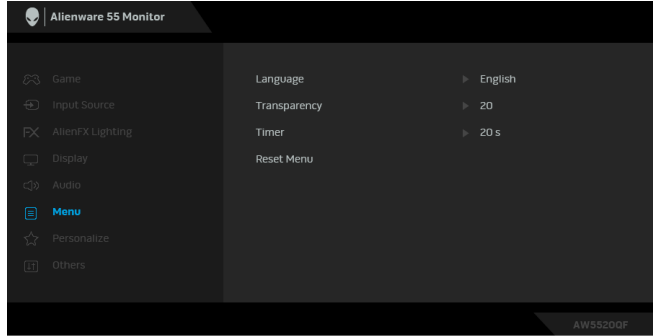 Alienware 55 Monitor
Game
Input Source
AlienFX Lighting
Display
Audio
Menu
Personalize
Others
Language English
Transparency 20
Timer 20 s
Reset Menu
AW5520QF